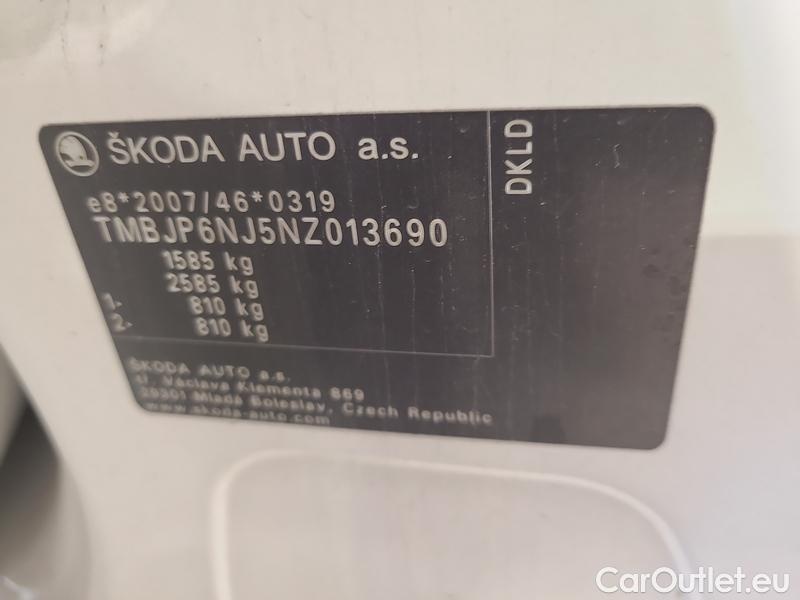 ŠKODA AUTO a.s.
DKLD
e8*2007/46*0319
TMBJP6NJ5NZ013690
1585 kg
2585 kg
1- 810 kg
2- 810 kg
ŠKODA AUTO a.s.
tř. Václava Klementa 869
29301 Mladá Boleslav, Czech Republic
www.skoda-auto.com
CarOutlet.eu